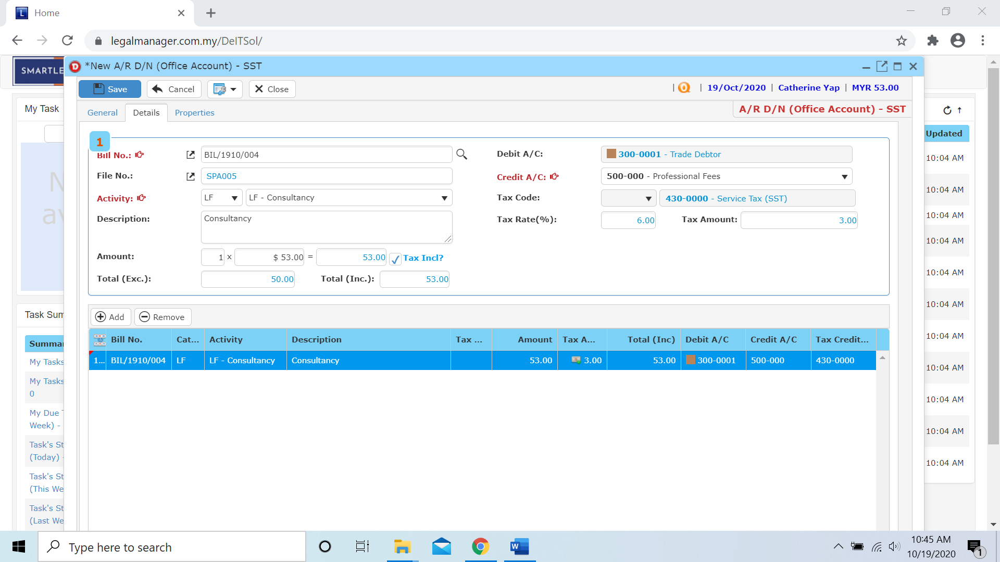 Home
legalmanager.com.my/DeITSol/
SMARTLE
*New A/R D/N (Office Account) - SST
Save
Cancel
Close
| | 19/Oct/2020 | Catherine Yap | MYR 53.00
General
Details
Properties
A/R D/N (Office Account) - SST
My Task
N
av
1
Bill No.:
BIL/1910/004
Debit A/C:
300-0001 - Trade Debtor
File No.:
SPA005
Credit A/C:
500-000 - Professional Fees
Activity:
LF
LF - Consultancy
Tax Code:
430-0000 - Service Tax (SST)
Description:
Consultancy
Tax Rate(%):
6.00
Tax Amount:
3.00
Amount:
1 x $ 53.00 = 53.00
Tax Incl?
Total (Exc.):
50.00
Total (Inc.):
53.00
Add
Remove
Bill No. Cat... Activity Description Tax ... Amount Tax A... Total (Inc) Debit A/C Credit A/C Tax Credit...
1... BIL/1910/004 LF LF - Consultancy Consultancy 53.00 3.00 53.00 300-0001 500-000 430-0000
Task Sum
Summar
My Tasks
My Tasks
0
My Due T
Week) -
Task's St
(Today) -
Task's St
(This We
Task's St
(Last We
Updated
10:04 AM
10:04 AM
10:04 AM
10:04 AM
10:04 AM
10:04 AM
10:04 AM
10:04 AM
10:04 AM
10:04 AM
10:04 AM
Type here to search
10:45 AM
10/19/2020
1